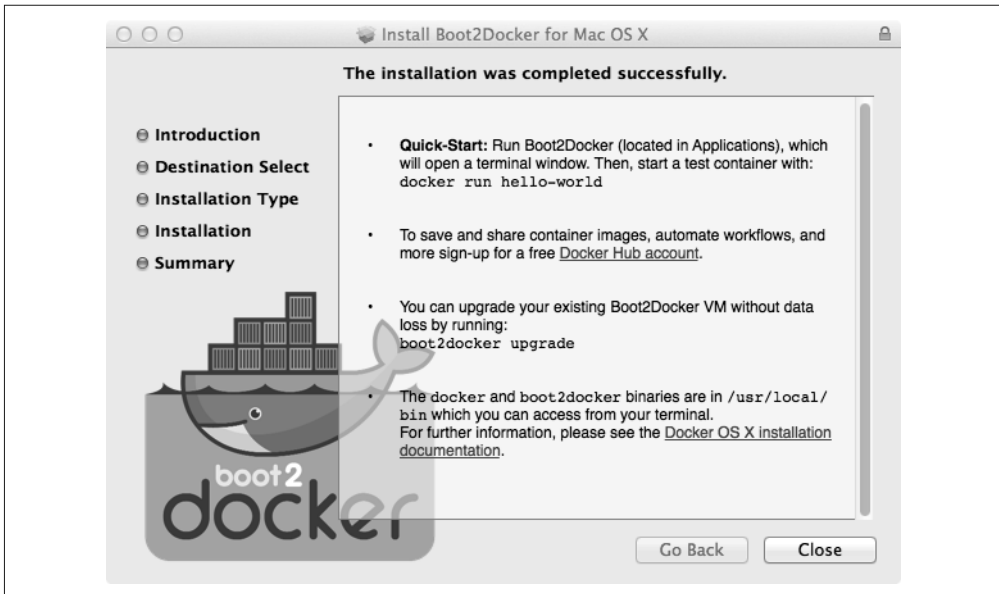 Install Boot2Docker for Mac OS X
The installation was completed successfully.
Introduction
Destination Select
Installation Type
Installation
Summary
• Quick-Start: Run Boot2Docker (located in Applications), which
will open a terminal window. Then, start a test container with:
docker run hello-world
• To save and share container images, automate workflows, and
more sign-up for a free Docker Hub account.
• You can upgrade your existing Boot2Docker VM without data
loss by running:
boot2docker upgrade
• The docker and boot2docker binaries are in /usr/local/
bin which you can access from your terminal.
For further information, please see the Docker OS X installation
documentation.
boot2
docker
Go Back
Close